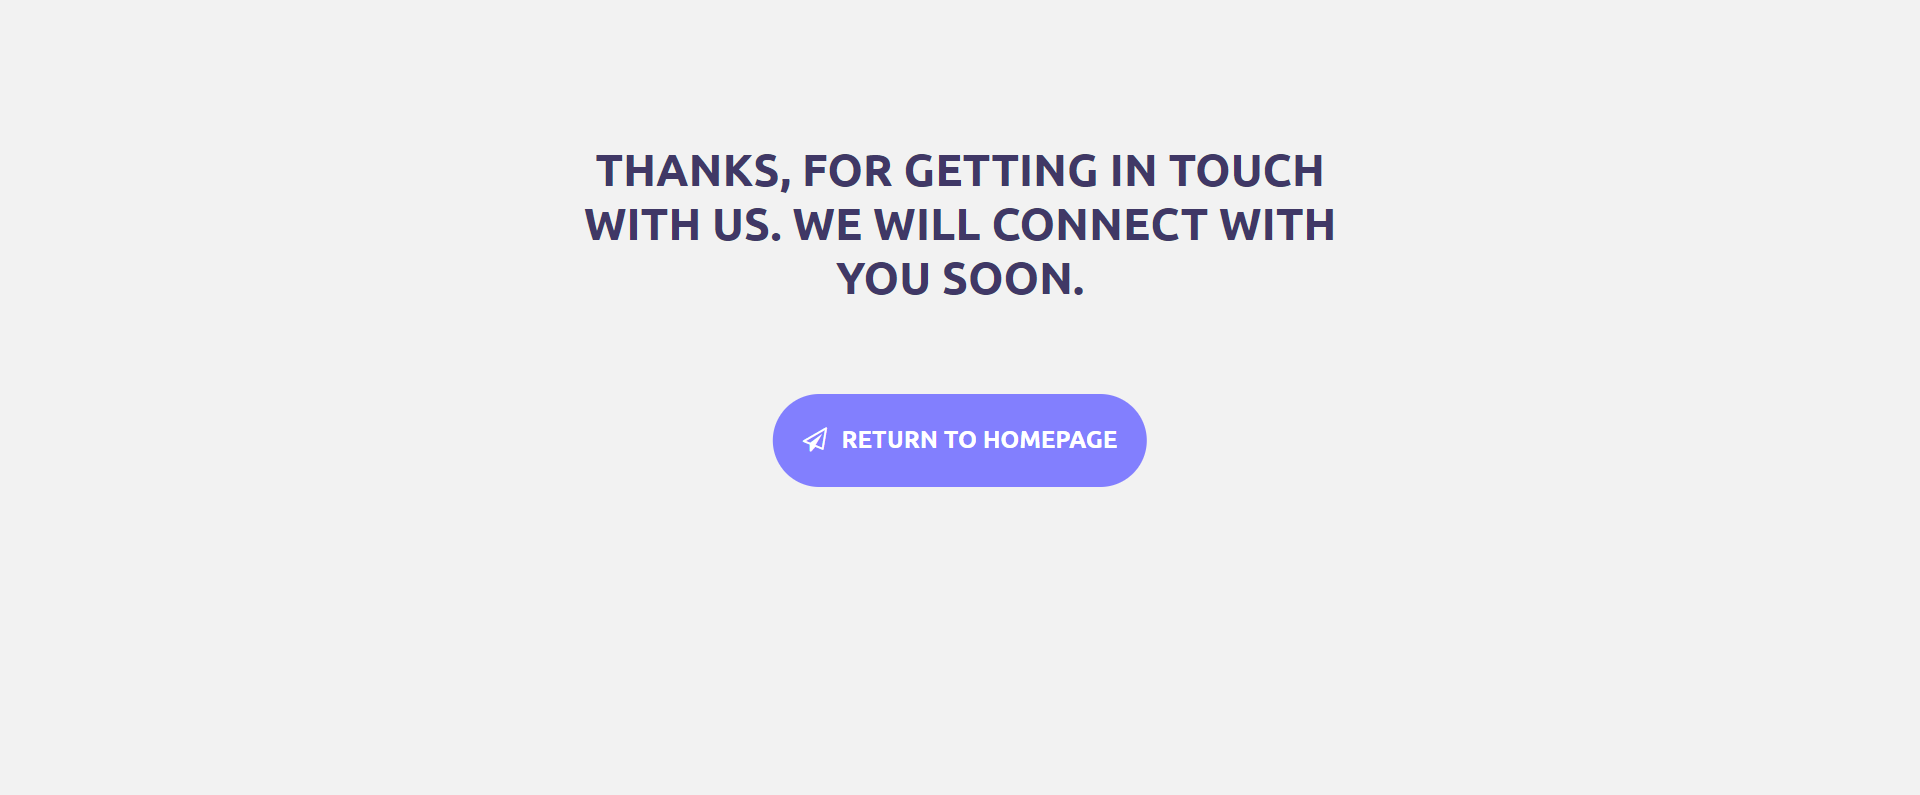 THANKS, FOR GETTING IN TOUCH
WITH US. WE WILL CONNECT WITH
YOU SOON.
RETURN TO HOMEPAGE